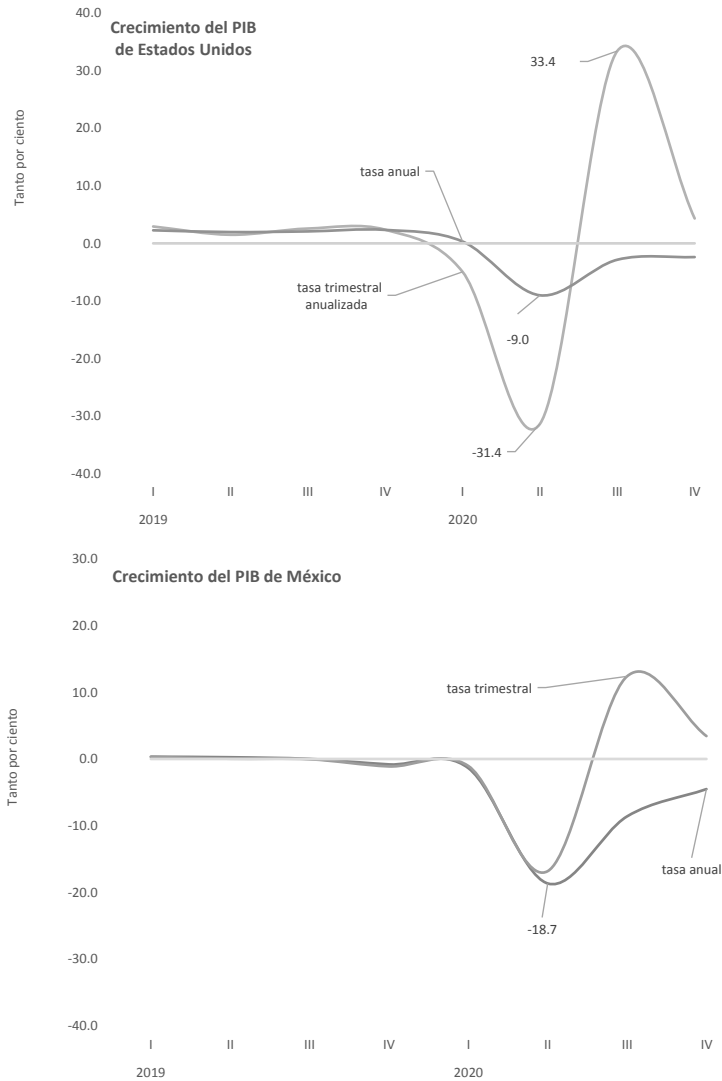 Crecimiento del PIB
de Estados Unidos
Tanto por ciento
40.0
30.0
20.0
10.0
0.0
-10.0
-20.0
-30.0
-40.0
33.4
tasa anual
tasa trimestral
anualizada
-9.0
-31.4
I II III IV I II III IV
2019 2020
Crecimiento del PIB de México
Tanto por ciento
30.0
20.0
10.0
0.0
-10.0
-20.0
-30.0
-40.0
tasa trimestral
tasa anual
-18.7
I II III IV I II III IV
2019 2020